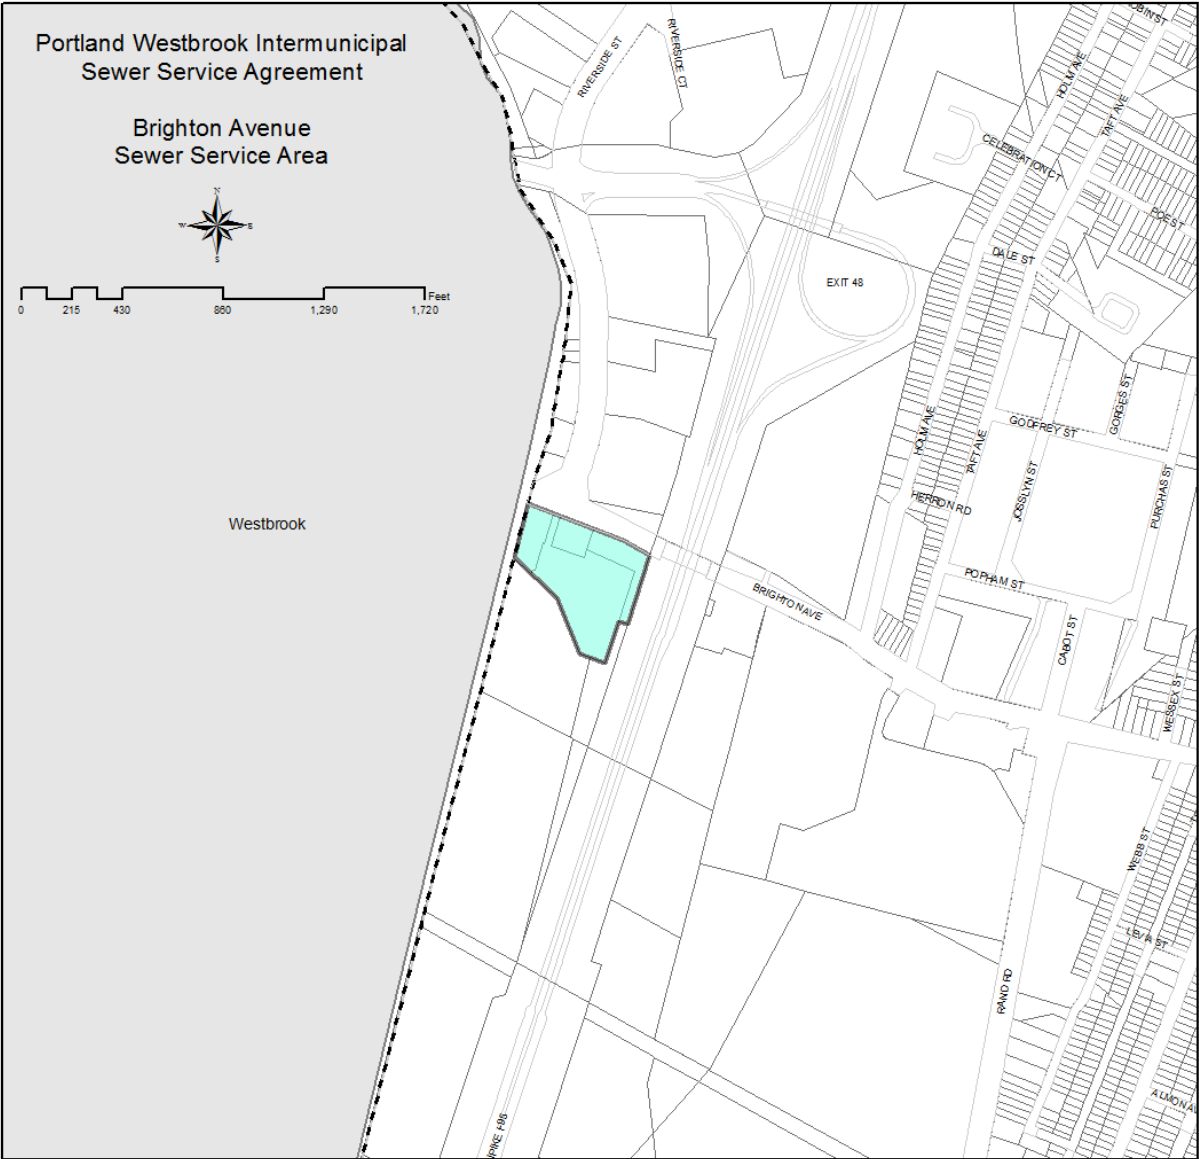 Portland Westbrook Intermunicipal
Sewer Service Agreement
Brighton Avenue
Sewer Service Area
N
W
E
S
Feet
0
215
430
860
1,290
1,720
RIVERSIDE ST
RIVERSIDE CT
HOLM AVE
TAFT AVE
CELEBRATION CT
POE ST
DALE ST
EXIT 48
GORGES ST
HOLM AVE
GODFREY ST
TAFT AVE
JOSSLYN ST
PURCHAS ST
HERRON RD
Westbrook
POPHAM ST
BRIGHTON AVE
CABOT ST
WESSEX ST
WEBB ST
RAND RD